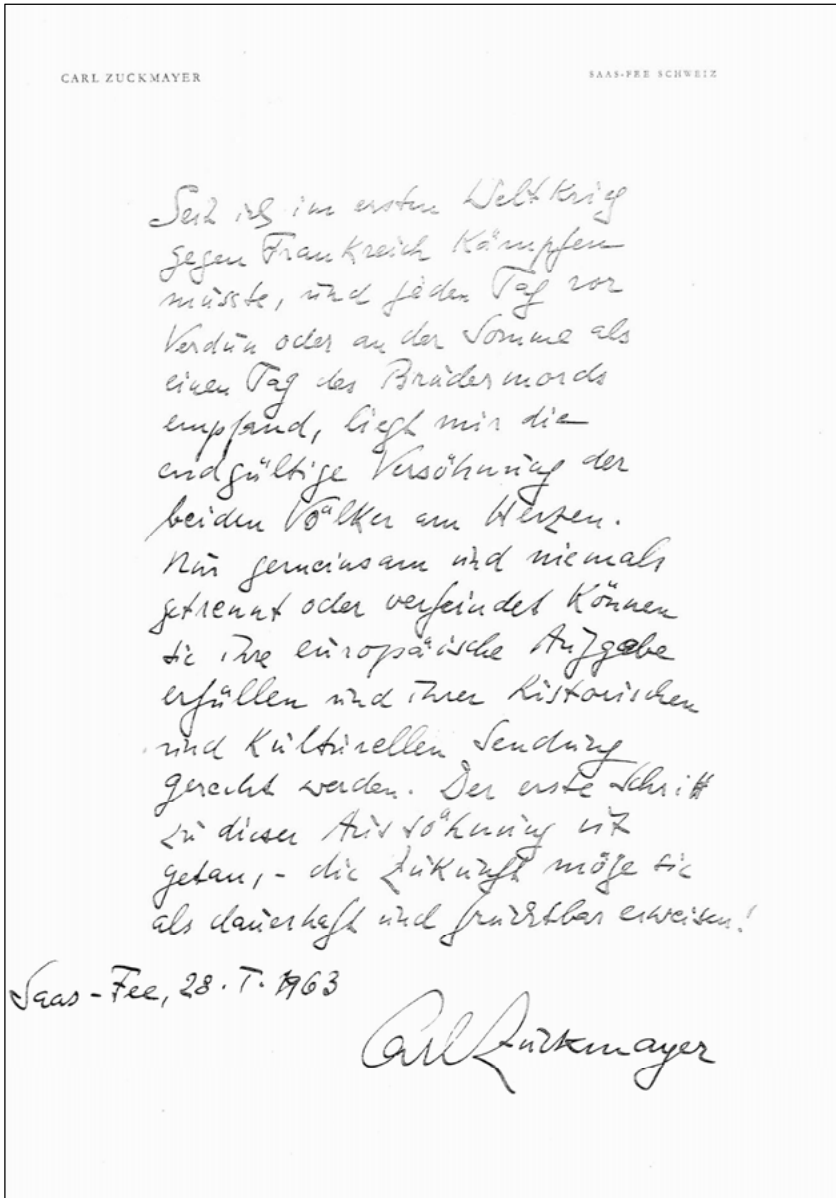 CARL ZUCKMAYER
SAAS-FEE SCHWEIZ
Seit ich im ersten Weltkrieg
gegen Frankreich kämpfen
musste, und jeden Tag vor
Verdun oder an der Somme als
einen Tag des Brudermords
empfand, liegt mir die
endgültige Versöhnung der
beiden Völker am Herzen.
Nur gemeinsam und niemals
getrennt oder verfeindet können
sie ihre europäische Aufgabe
erfüllen und ihrer historischen
und kulturellen Sendung
gerecht werden. Der erste Schritt
zu dieser Aussöhnung ist
getan, - die Zukunft möge sie
als dauerhaft und fruchtbar erweisen!
Saas-Fee, 28. I. 1963
Carl Zuckmayer